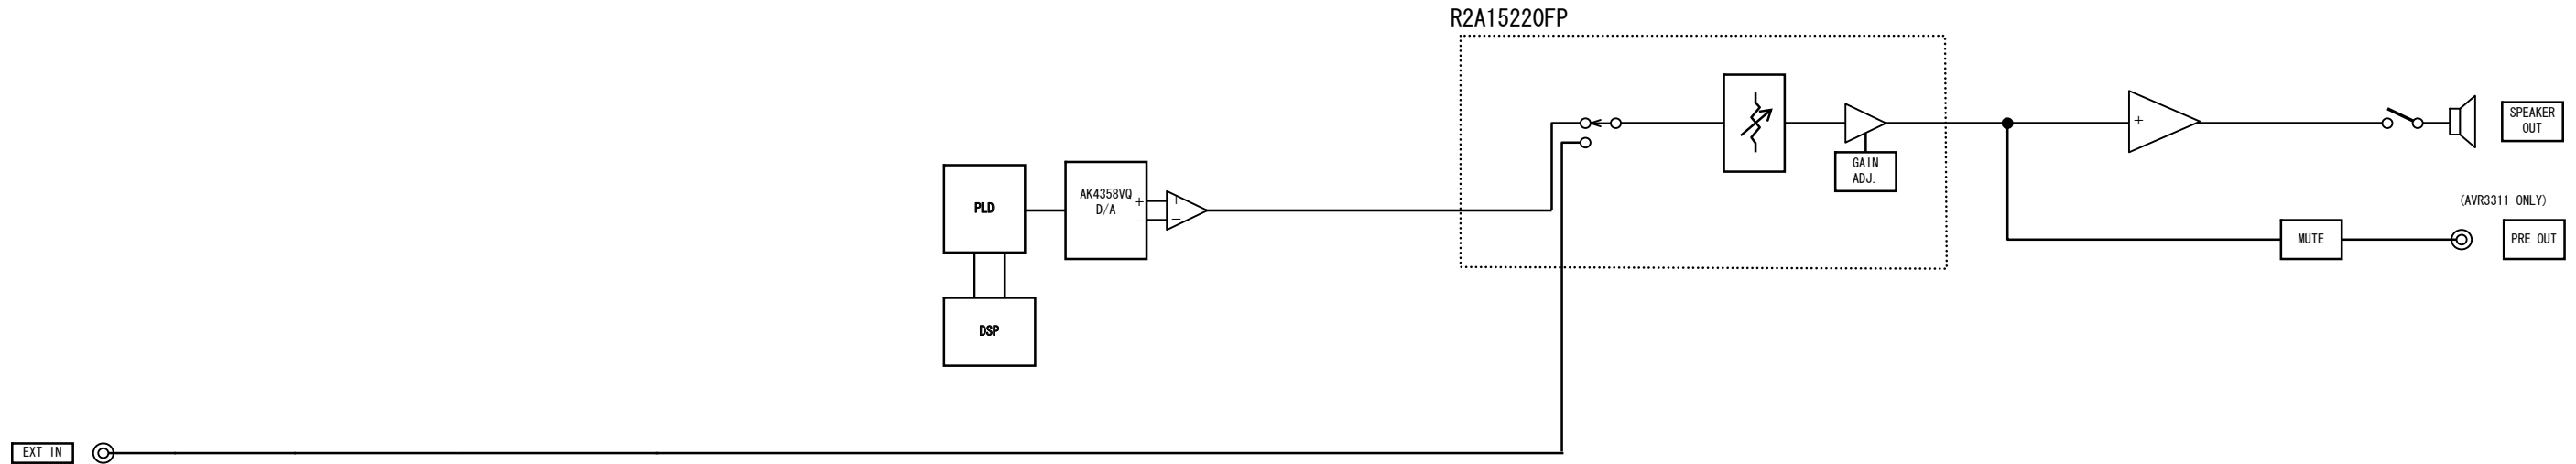 R2A15220FP
SPEAKER
OUT
+
GAIN
ADJ.
PLD
AK4358VQ
D/A
+
−
+
−
(AVR3311 ONLY)
MUTE
PRE OUT
DSP
EXT IN